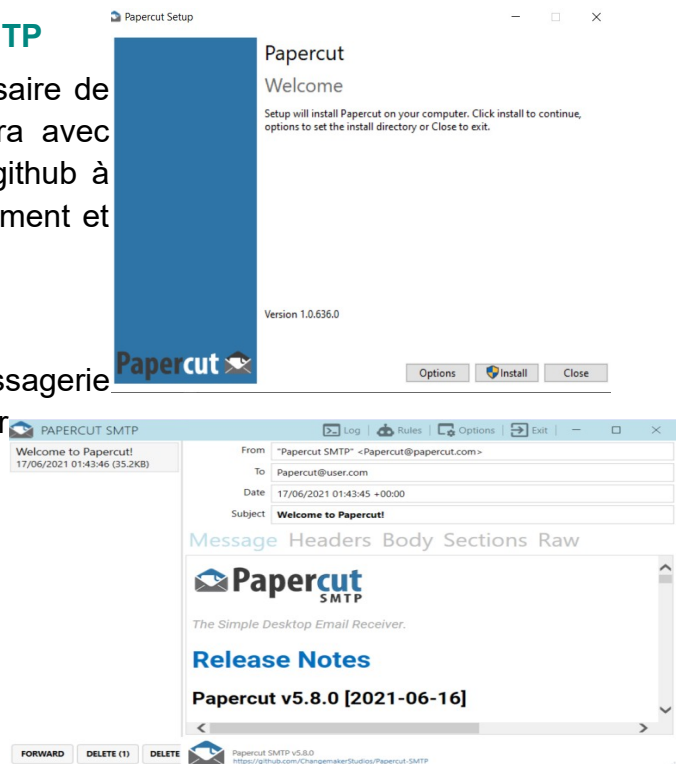 TP
saire de
ra avec
github à
ment et
ssagerie
r
Papercut Setup
Papercut
Welcome
Setup will install Papercut on your computer. Click install to continue,
options to set the install directory or Close to exit.
Version 1.0.636.0
Papercut
Options Install Close
PAPERCUT SMTP
Log | Rules | Options | Exit |
Welcome to Papercut!
17/06/2021 01:43:46 (35.2KB)
From "Papercut SMTP" <Papercut@papercut.com>
To Papercut@user.com
Date 17/06/2021 01:43:45 +00:00
Subject Welcome to Papercut!
Message Headers Body Sections Raw
Papercut
SMTP
The Simple Desktop Email Receiver.
Release Notes
Papercut v5.8.0 [2021-06-16]
FORWARD DELETE (1) DELETE
Papercut SMTP v5.8.0
https://github.com/ChangemakerStudios/Papercut-SMTP